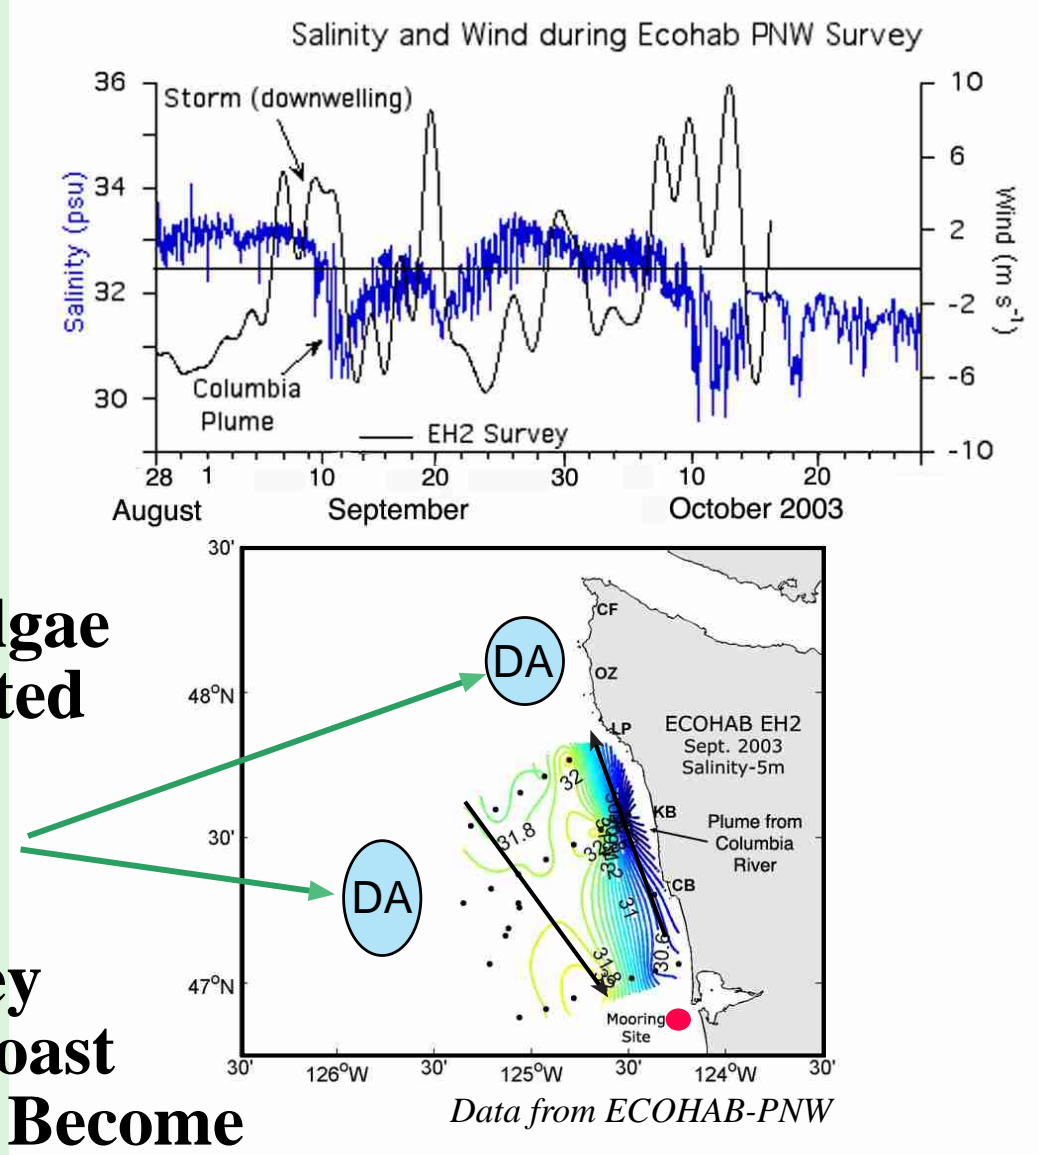 Salinity and Wind during Ecohab PNW Survey
36
34
32
30
Salinity (psu)
10
6
2
-2
-6
-10
Wind (m s⁻¹)
Storm (downwelling)
Columbia
Plume
EH2 Survey
28 1 10 20 30 10 20
August September October 2003
30'
48°N
30'
47°N
CF
OZ
LP
KB
CB
DA
DA
ECOHAB EH2
Sept. 2003
Salinity-5m
Plume from
Columbia
River
32
31.8
31
30.6
Mooring
Site
30' 126°W 30' 125°W 30' 124°W 30'
Data from ECOHAB-PNW
lgae
ted
ey
oast
Become